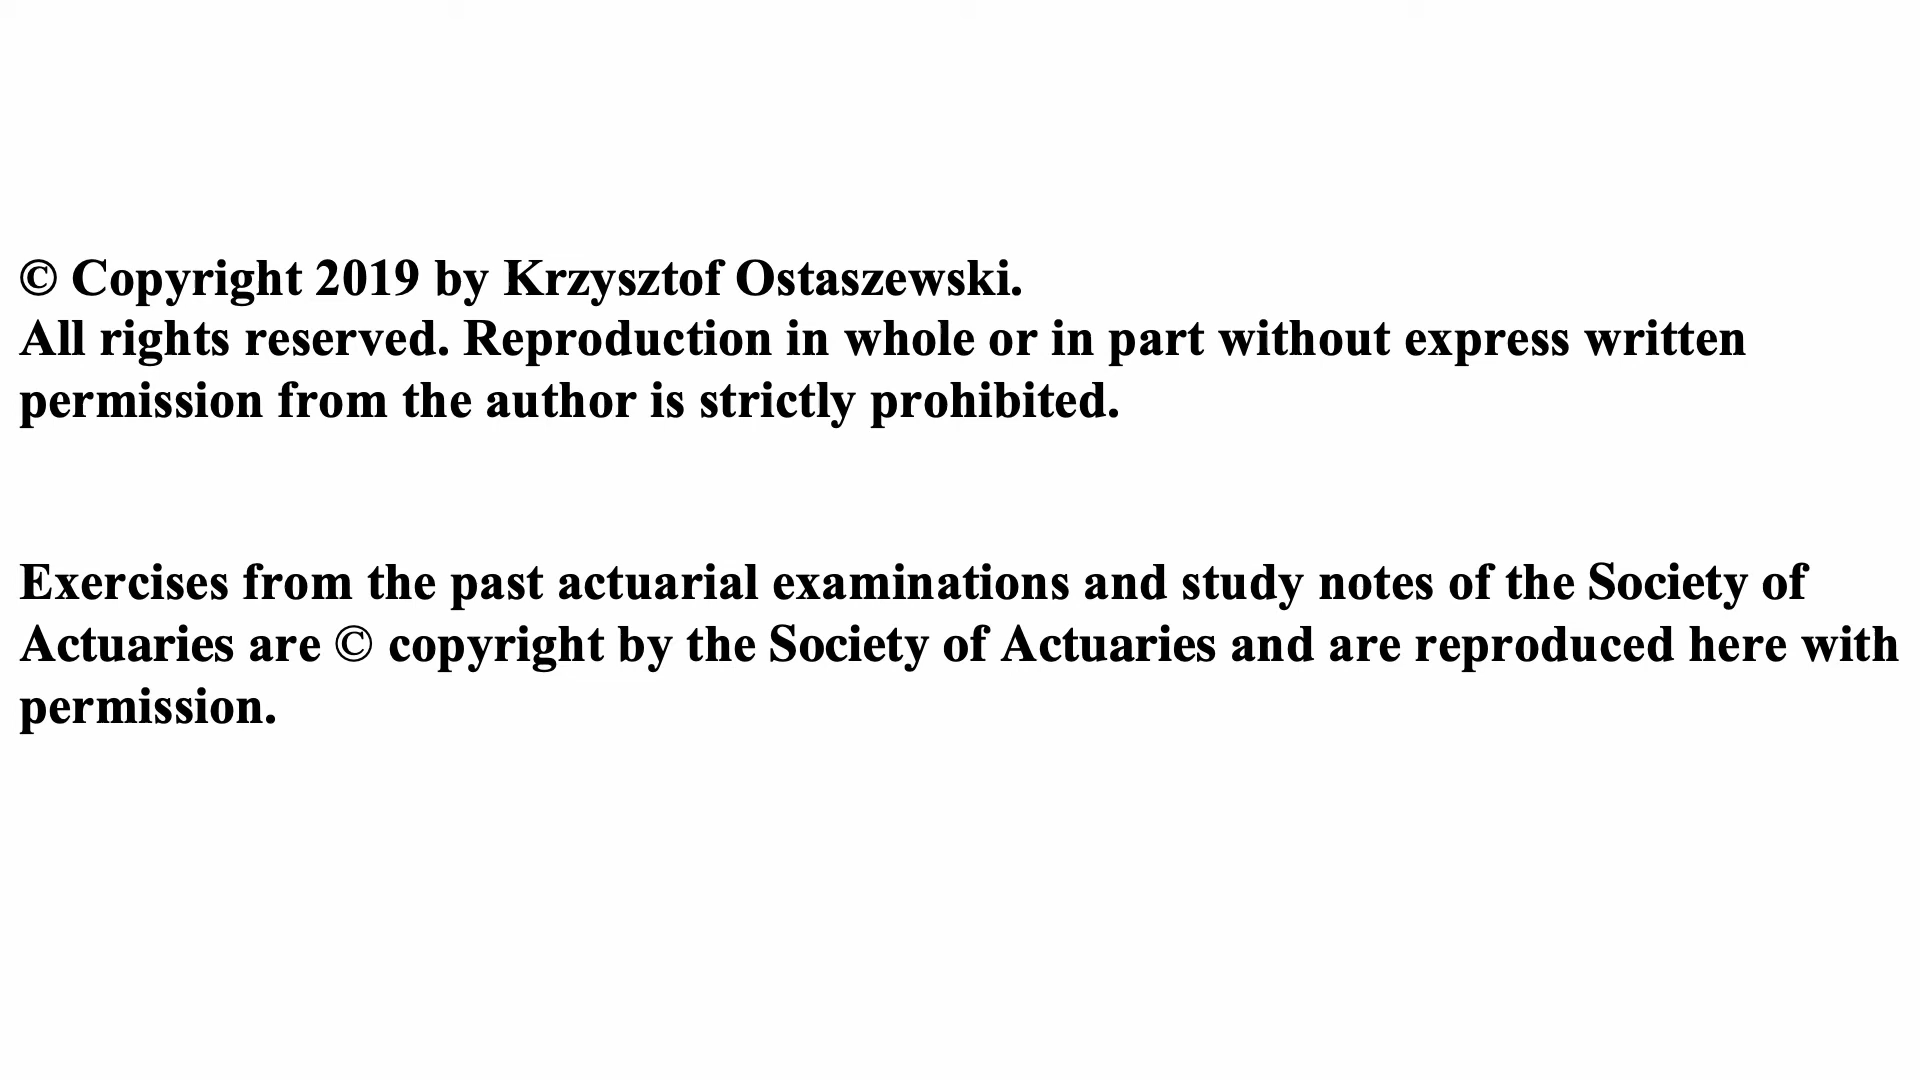 © Copyright 2019 by Krzysztof Ostaszewski.
All rights reserved. Reproduction in whole or in part without express written
permission from the author is strictly prohibited.
Exercises from the past actuarial examinations and study notes of the Society of
Actuaries are © copyright by the Society of Actuaries and are reproduced here with
permission.